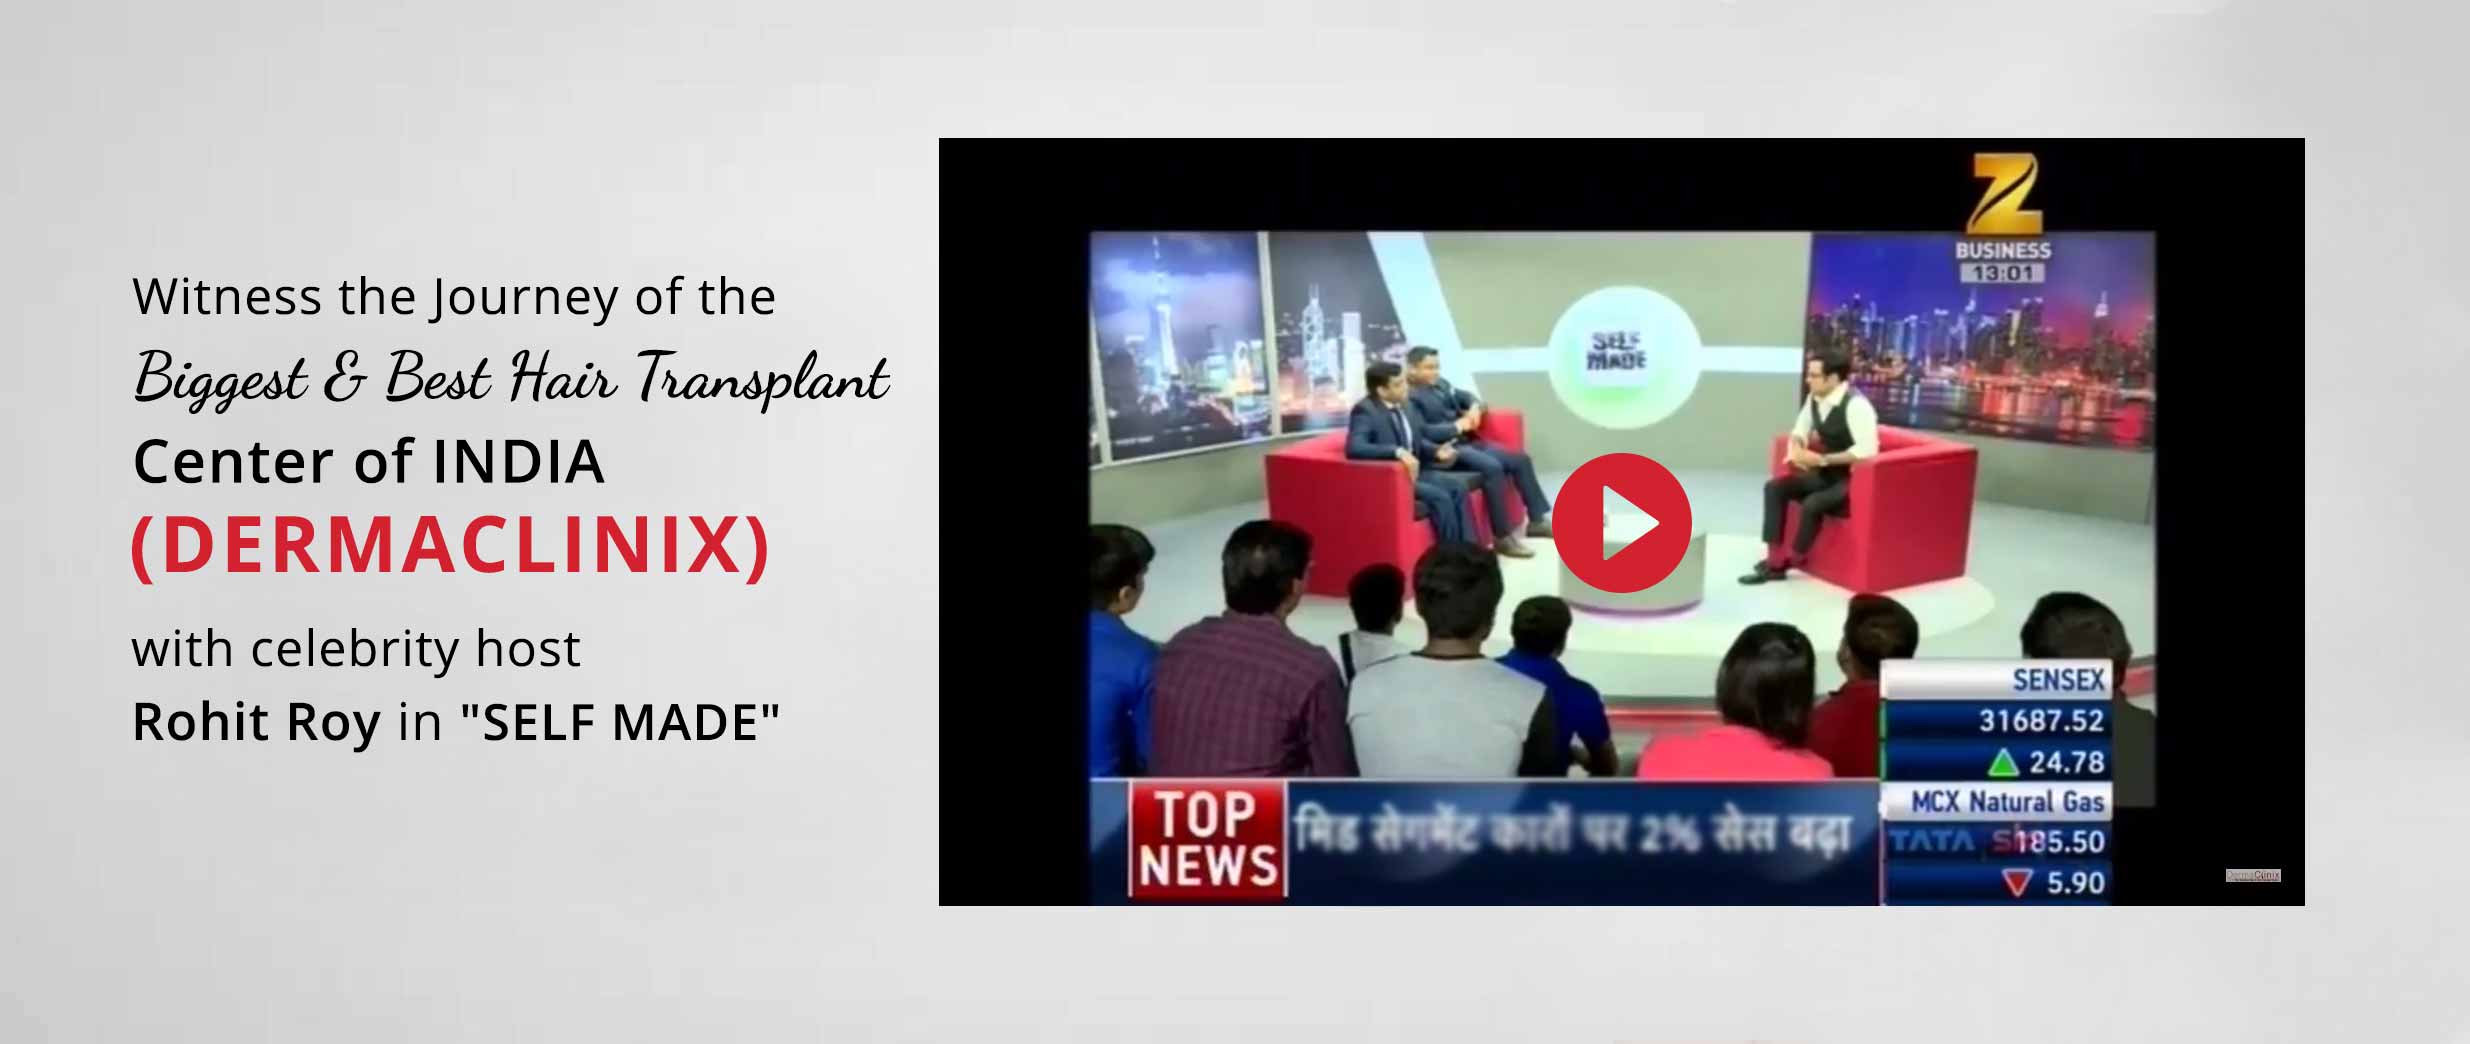 Witness the Journey of the
Biggest & Best Hair Transplant
Center of INDIA
(DERMACLINIX)
with celebrity host
Rohit Roy in "SELF MADE"
BUSINESS
13:01
SELF
MADE
SENSEX
31687.52
24.78
MCX Natural Gas
TATA 185.50
5.90
TOP
NEWS
मिड सेगमेंट कारों पर 2% सेस बढ़ा
DermaClinix